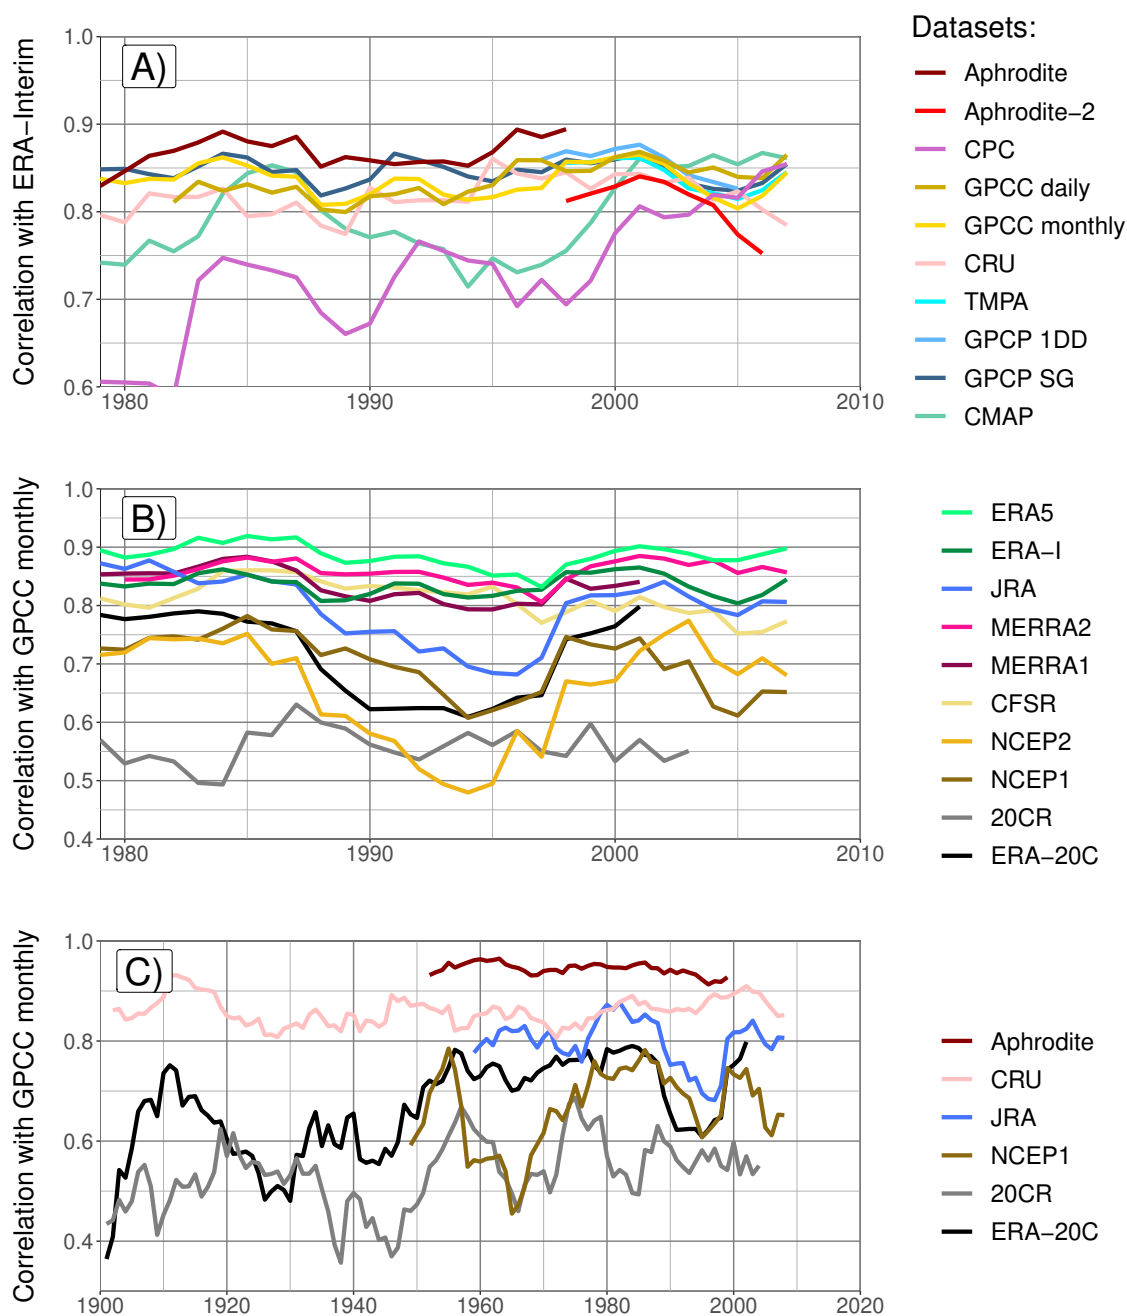 Datasets:
A)
Correlation with ERA−Interim
1.0
0.9
0.8
0.7
0.6
1980
1990
2000
2010
Aphrodite
Aphrodite−2
CPC
GPCC daily
GPCC monthly
CRU
TMPA
GPCP 1DD
GPCP SG
CMAP
B)
Correlation with GPCC monthly
1.0
0.9
0.8
0.7
0.6
0.5
0.4
1980
1990
2000
2010
ERA5
ERA−I
JRA
MERRA2
MERRA1
CFSR
NCEP2
NCEP1
20CR
ERA−20C
C)
Correlation with GPCC monthly
1.0
0.8
0.6
0.4
1900
1920
1940
1960
1980
2000
2020
Aphrodite
CRU
JRA
NCEP1
20CR
ERA−20C